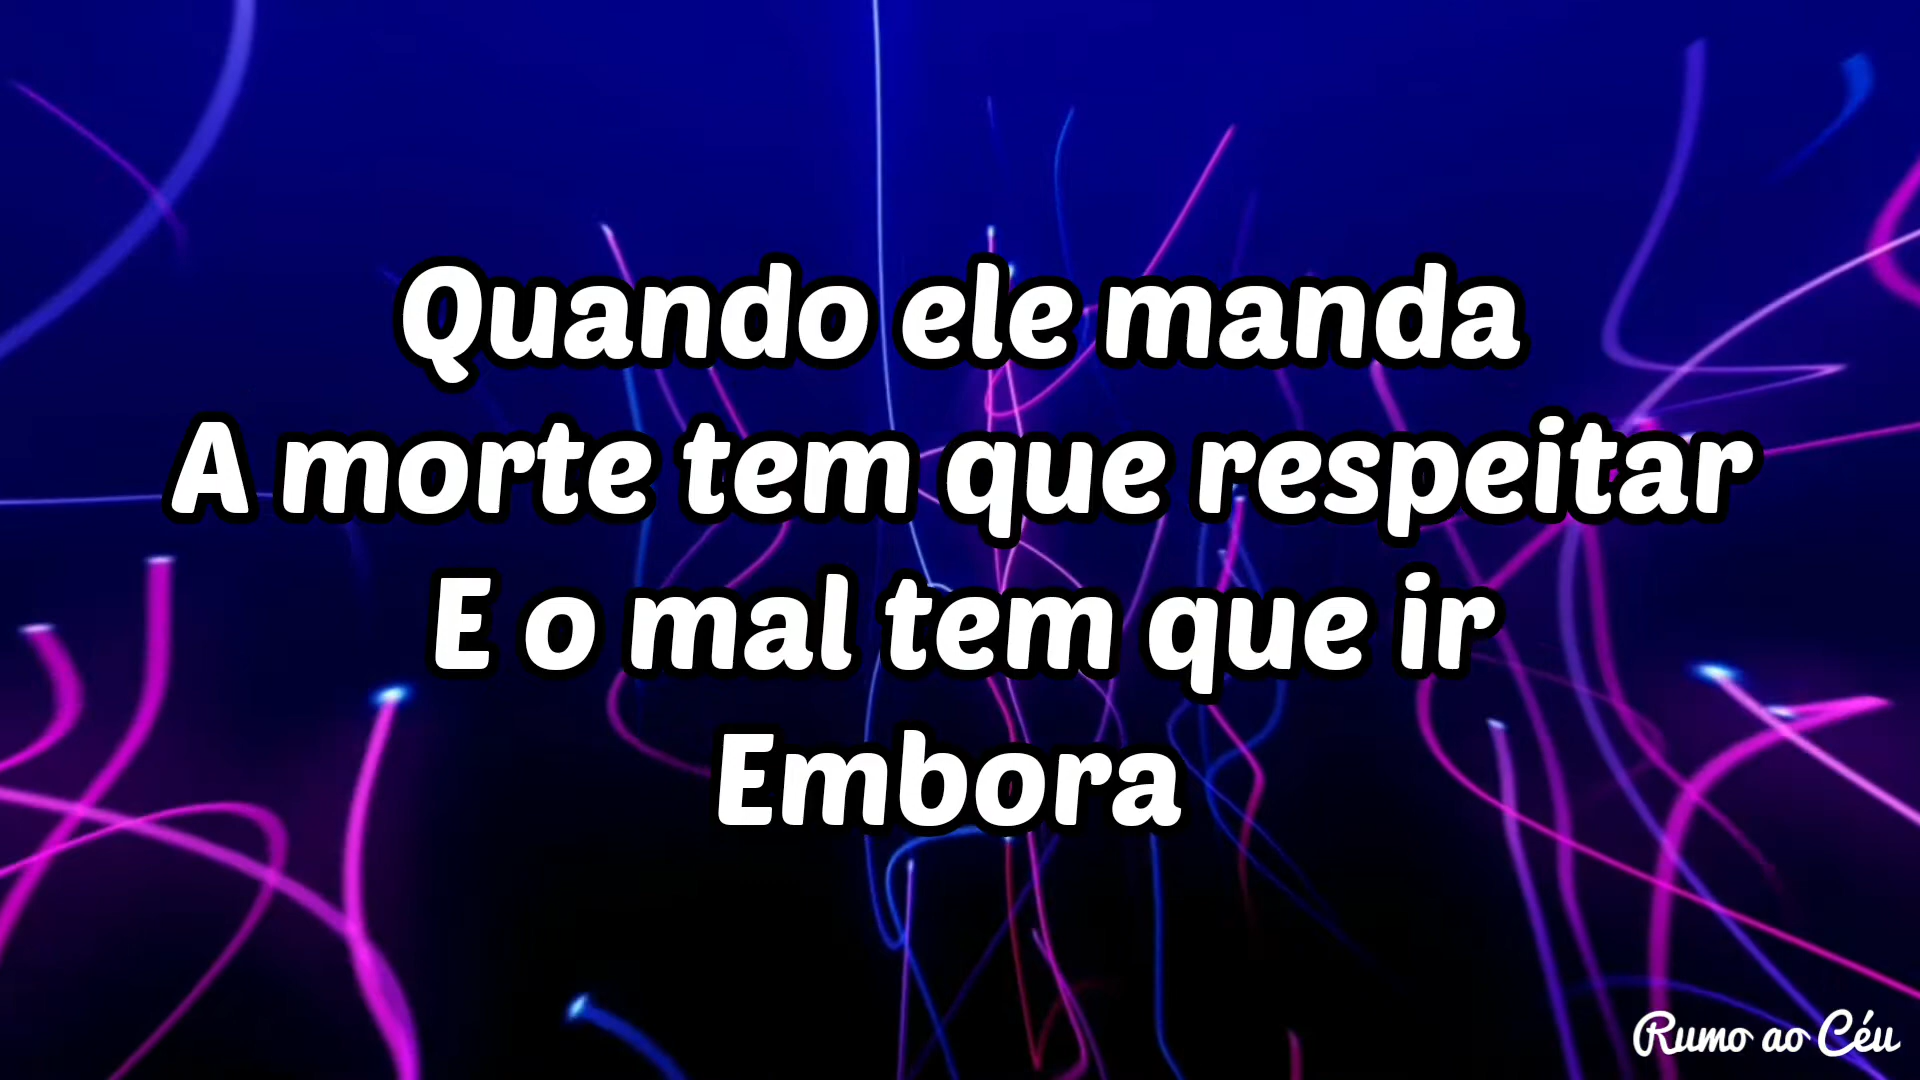 Quando ele manda
A morte tem que respeitar
E o mal tem que ir
Embora
Rumo ao Céu